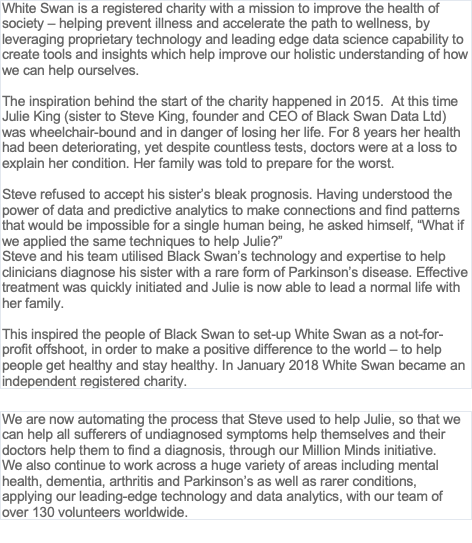 White Swan is a registered charity with a mission to improve the health of
society – helping prevent illness and accelerate the path to wellness, by
leveraging proprietary technology and leading edge data science capability to
create tools and insights which help improve our holistic understanding of how
we can help ourselves.
The inspiration behind the start of the charity happened in 2015.  At this time
Julie King (sister to Steve King, founder and CEO of Black Swan Data Ltd)
was wheelchair-bound and in danger of losing her life. For 8 years her health
had been deteriorating, yet despite countless tests, doctors were at a loss to
explain her condition. Her family was told to prepare for the worst.
Steve refused to accept his sister’s bleak prognosis. Having understood the
power of data and predictive analytics to make connections and find patterns
that would be impossible for a single human being, he asked himself, “What if
we applied the same techniques to help Julie?”
Steve and his team utilised Black Swan’s technology and expertise to help
clinicians diagnose his sister with a rare form of Parkinson’s disease. Effective
treatment was quickly initiated and Julie is now able to lead a normal life with
her family.
This inspired the people of Black Swan to set-up White Swan as a not-for-
profit offshoot, in order to make a positive difference to the world – to help
people get healthy and stay healthy. In January 2018 White Swan became an
independent registered charity.
We are now automating the process that Steve used to help Julie, so that we
can help all sufferers of undiagnosed symptoms help themselves and their
doctors help them to find a diagnosis, through our Million Minds initiative.
We also continue to work across a huge variety of areas including mental
health, dementia, arthritis and Parkinson’s as well as rarer conditions,
applying our leading-edge technology and data analytics, with our team of
over 130 volunteers worldwide.